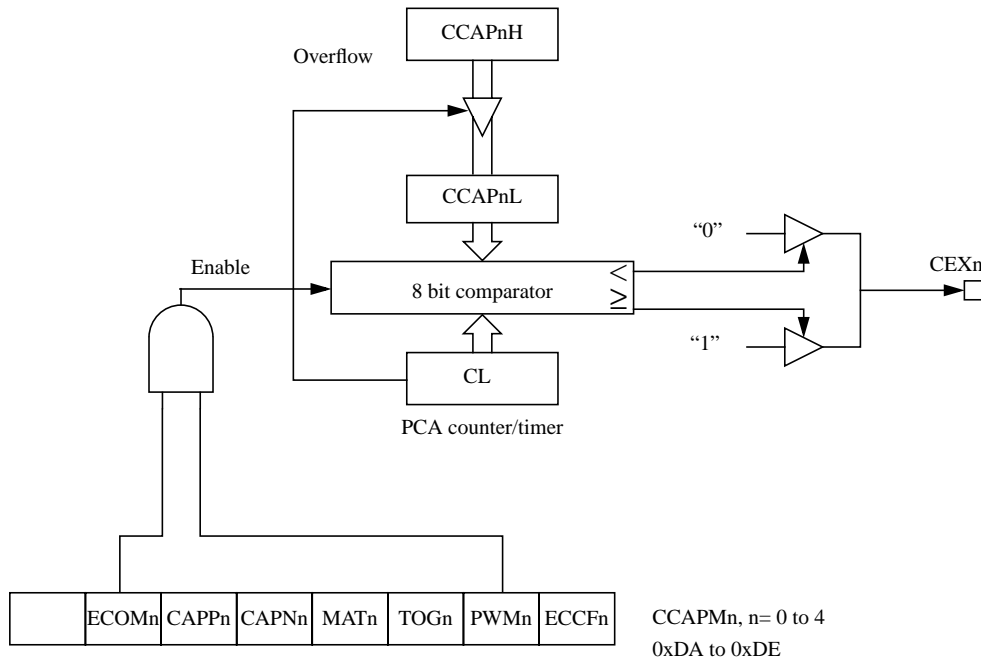 CCAPnH
Overflow
CCAPnL
“0”
Enable
8 bit comparator
<
≥
CEXn
“1”
CL
PCA counter/timer
ECOMn CAPPn CAPNn MATn TOGn PWMn ECCFn
CCAPMn, n= 0 to 4
0xDA to 0xDE